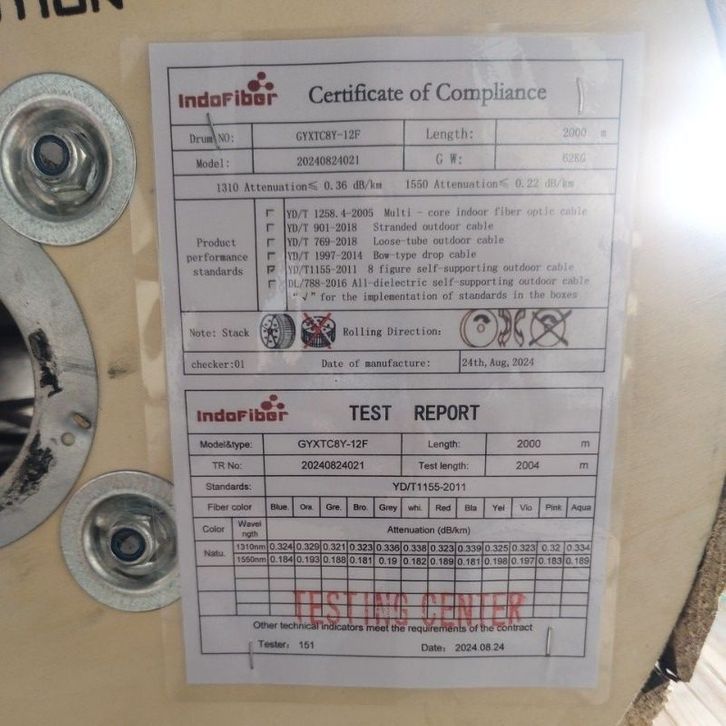 IndoFiber Certificate of Compliance
Drum NO: GYXTC8Y-12F Length: 2000 m
Model: 20240824021 G W: 62KG
1310 Attenuation≤ 0.36 dB/km 1550 Attenuation≤ 0.22 dB/km
Product performance standards
YD/T 1258.4-2005 Multi - core indoor fiber optic cable
YD/T 901-2018 Stranded outdoor cable
YD/T 769-2018 Loose-tube outdoor cable
YD/T 1997-2014 Bow-type drop cable
YD/T1155-2011 8 figure self-supporting outdoor cable
DL/788-2016 All-dielectric self-supporting outdoor cable
"√" for the implementation of standards in the boxes
Note: Stack Rolling Direction:
checker:01 Date of manufacture: 24th, Aug, 2024
IndoFiber TEST REPORT
Model&type: GYXTC8Y-12F Length: 2000 m
TR No: 20240824021 Test length: 2004 m
Standards: YD/T1155-2011
Fiber color Blue. Ora. Gre. Bro. Grey whi. Red Bla Yel Vio Pink Aqua
Color Wavelength Attenuation (dB/km)
Natu. 1310nm 0.324 0.329 0.321 0.323 0.336 0.338 0.323 0.339 0.325 0.323 0.32 0.334
1550nm 0.184 0.193 0.188 0.181 0.19 0.182 0.189 0.181 0.198 0.197 0.183 0.189
TESTING CENTER
Other technical indicators meet the requirements of the contract
Tester: 151 Date: 2024.08.24